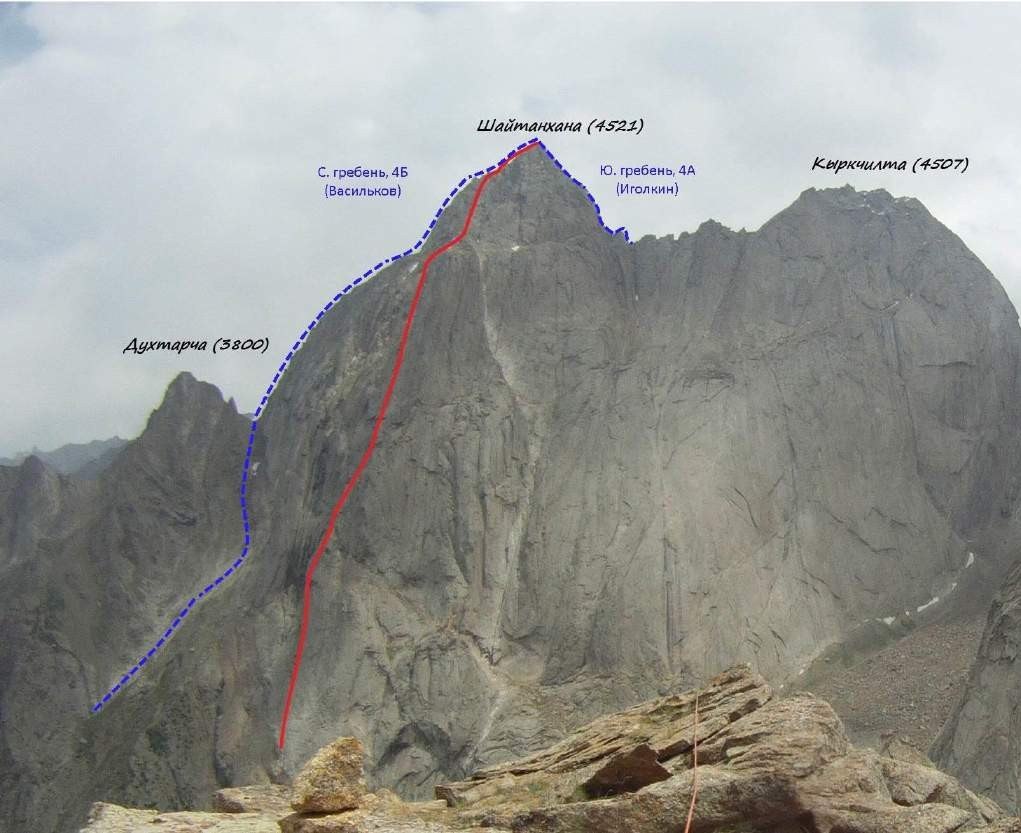 Шайтанхана (4521)
С. гребень, 4Б
(Васильков)
Ю. гребень, 4А
(Иголкин)
Кыркчилта (4507)
Духтарча (3800)